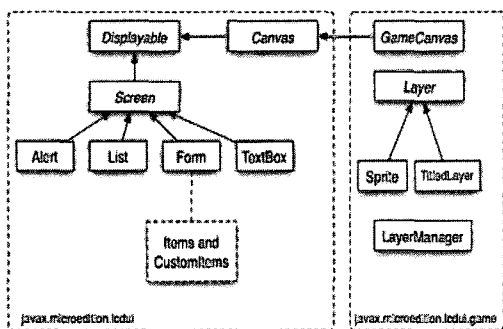 Displayable
Canvas
GameCanvas
Screen
Layer
Alert
List
Form
TextBox
Sprite
TitledLayer
Items and
CustomItems
LayerManager
javax.microedition.lcdui
javax.microedition.lcdui.game